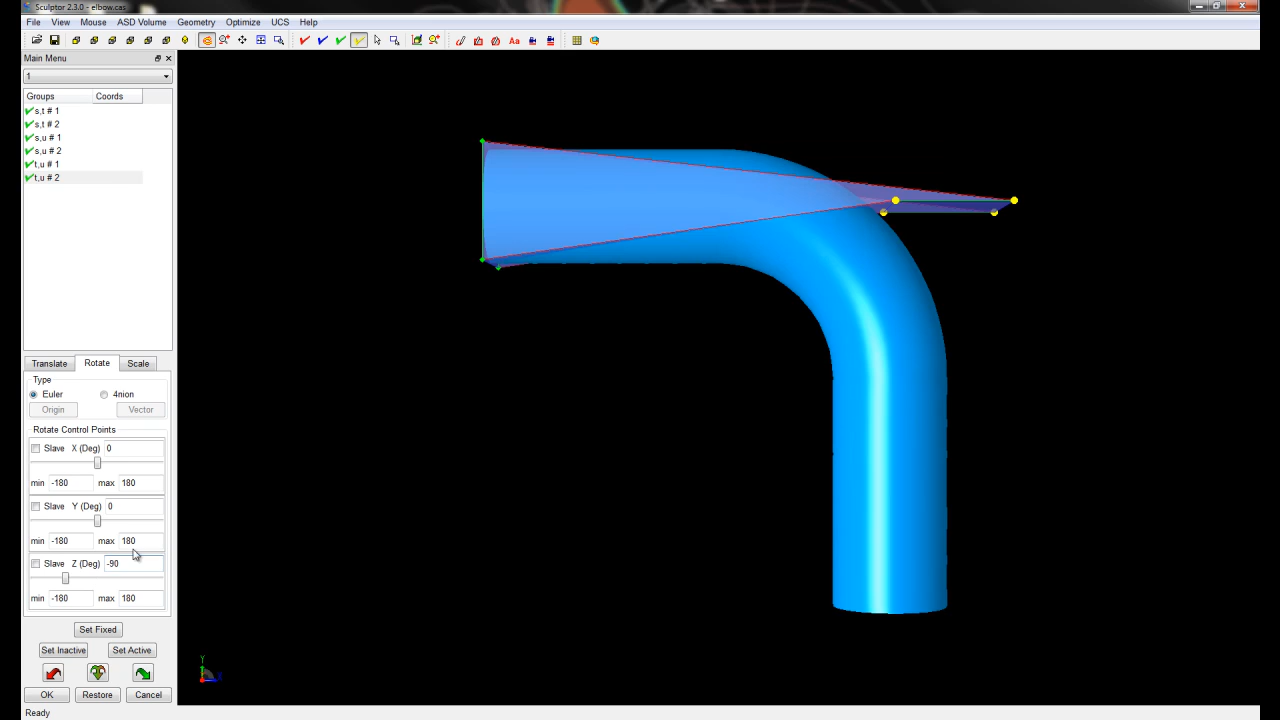 Sculptor 2.3.0 - elbow.cas
File View Mouse ASD Volume Geometry Optimize UCS Help
Aa
Main Menu
1
Groups Coords
s,t # 1
s,t # 2
s,u # 1
s,u # 2
t,u # 1
t,u # 2
Translate Rotate Scale
Type
Euler 4nion
Origin Vector
Rotate Control Points
Slave X (Deg) 0
min -180 max 180
Slave Y (Deg) 0
min -180 max 180
Slave Z (Deg) -90
min -180 max 180
Set Fixed
Set Inactive Set Active
OK Restore Cancel
Y
Ready